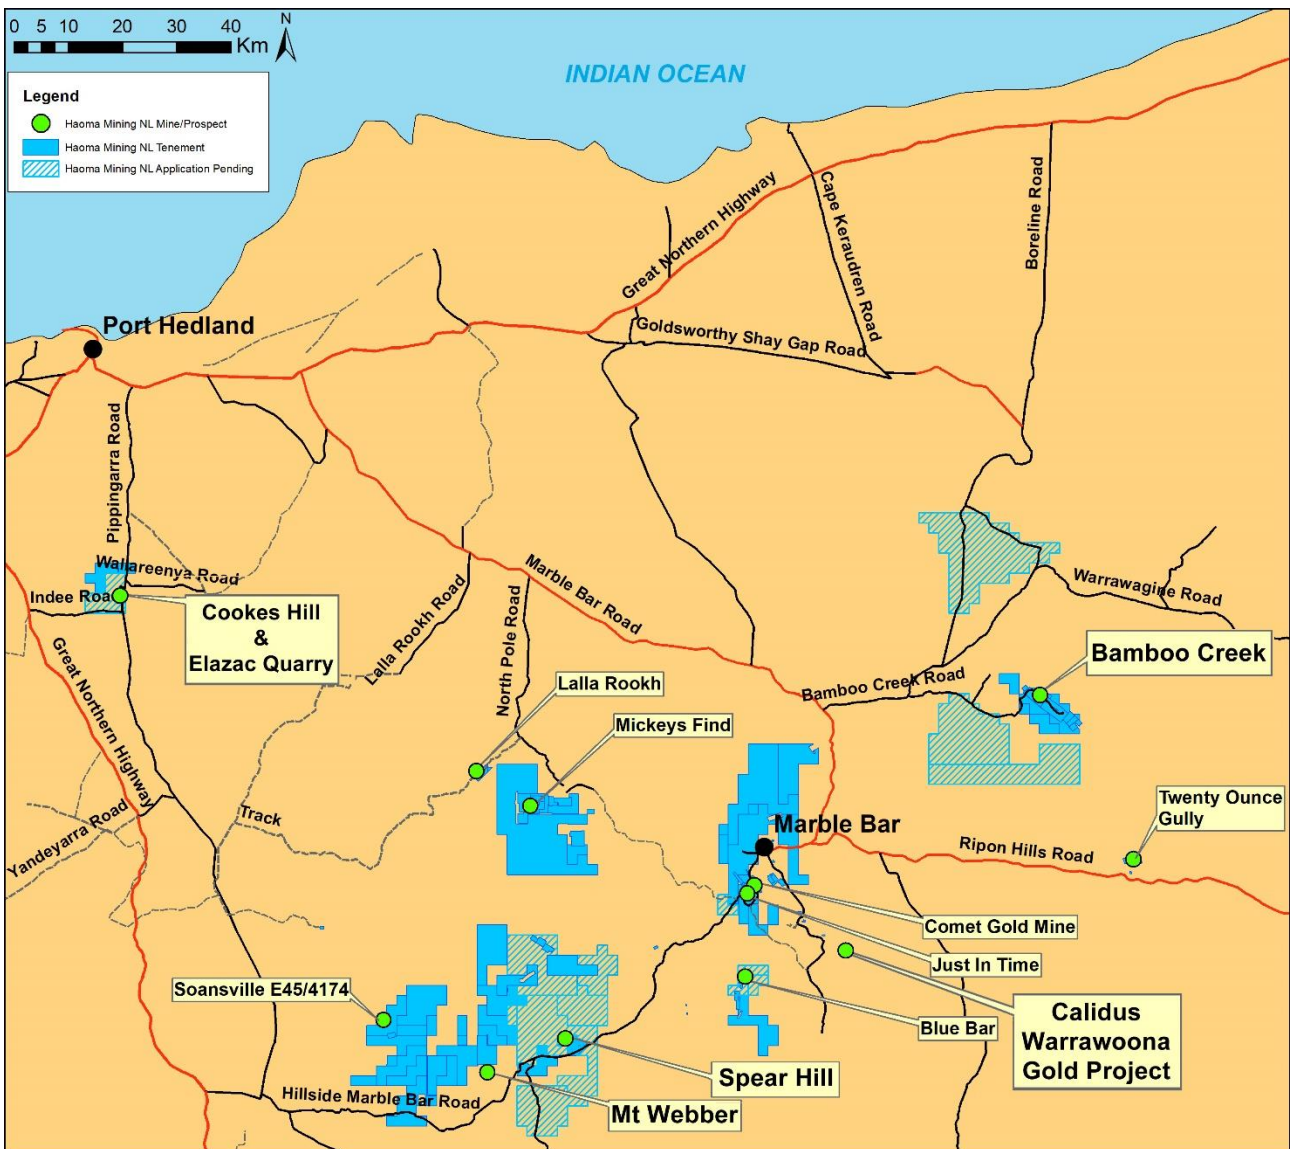 0 5 10 20 30 40
Km
N
INDIAN OCEAN
Legend
Haoma Mining NL Mine/Prospect
Haoma Mining NL Tenement
Haoma Mining NL Application Pending
Great Northern Highway
Cape Keraudren Road
Boreline Road
Port Hedland
Goldsworthy Shay Gap Road
Pippingarra Road
Wallareenya Road
Indee Roa
Cookes Hill
&
Elazac Quarry
Marble Bar Road
Lalla Rookh Road
North Pole Road
Warrawagine Road
Bamboo Creek
Bamboo Creek Road
Great Northern Highway
Lalla Rookh
Mickeys Find
Yandeyarra Road
Track
Marble Bar
Ripon Hills Road
Twenty Ounce
Gully
Comet Gold Mine
Just In Time
Soansville E45/4174
Blue Bar
Calidus
Warrawoona
Gold Project
Spear Hill
Hillside Marble Bar Road
Mt Webber